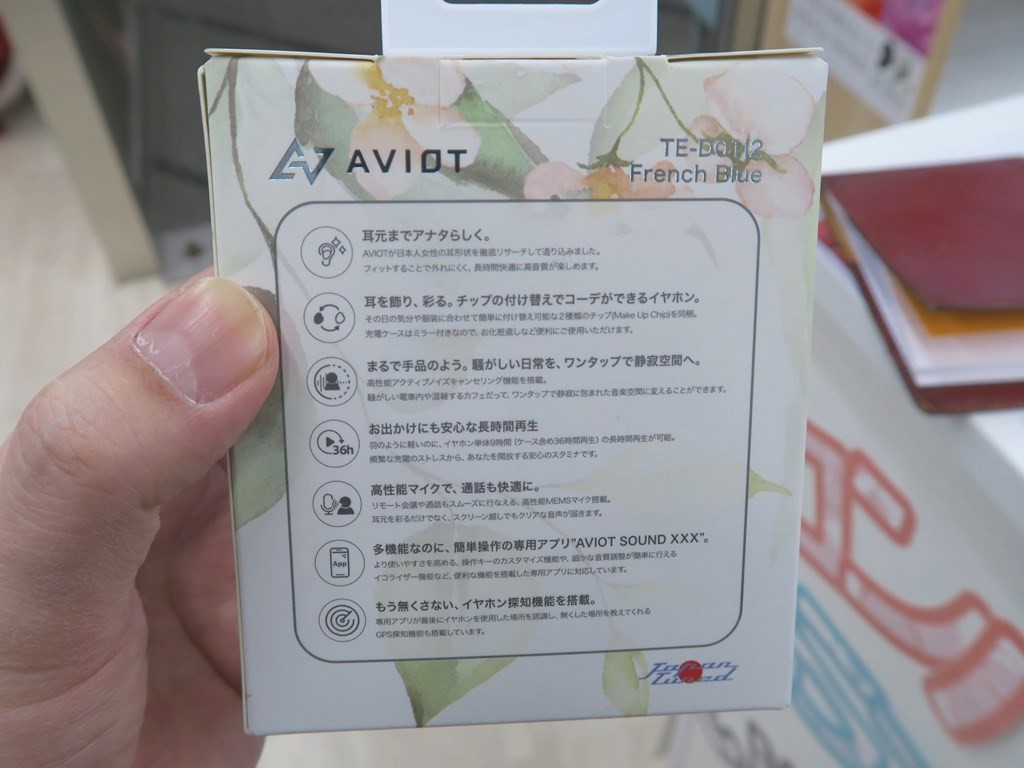 AVIOT
TE-D01i2
French Blue
耳元までアナタらしく。
AVIOTが日本人女性の耳形状を徹底リサーチして造り込みました。
フィットすることで外れにくく、長時間快適に高音質が楽しめます。
耳を飾り、彩る。チップの付け替えでコーデができるイヤホン。
その日の気分や服装に合わせて簡単に付け替え可能な2種類のチップ(Make Up Chip)を同梱。
充電ケースはミラー付きなので、お化粧直しなど便利にご使用いただけます。
まるで手品のよう。騒がしい日常を、ワンタップで静寂空間へ。
高性能アクティブノイズキャンセリング機能を搭載。
騒がしい電車内や混雑するカフェだって、ワンタップで静寂に包まれた音楽空間に変えることができます。
36h
お出かけにも安心な長時間再生
羽のように軽いのに、イヤホン単体9時間（ケース含め36時間再生）の長時間再生が可能。
頻繁な充電のストレスから、あなたを開放する安心のスタミナです。
高性能マイクで、通話も快適に。
リモート会議や通話もスムーズに行なえる、高性能MEMSマイク搭載。
耳元を彩るだけでなく、スクリーン越しでもクリアな音声が届きます。
App
多機能なのに、簡単操作の専用アプリ"AVIOT SOUND XXX"。
より使いやすさを高める、操作キーのカスタマイズ機能や、細かな音質調整が簡単に行える
イコライザー機能など、便利な機能を搭載した専用アプリに対応しています。
もう無くさない、イヤホン探知機能を搭載。
専用アプリが最後にイヤホンを使用した場所を認識し、無くした場所を教えてくれる
GPS探知機能も搭載しています。
Japan
Tuned